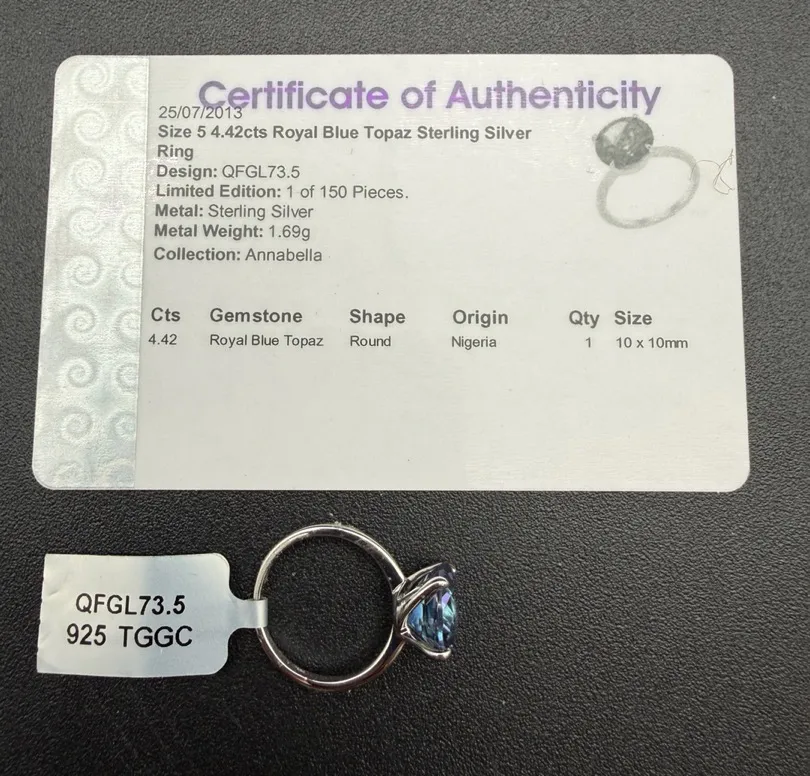 Certificate of Authenticity
25/07/2013
Size 5 4.42cts Royal Blue Topaz Sterling Silver
Ring
Design: QFGL73.5
Limited Edition: 1 of 150 Pieces.
Metal: Sterling Silver
Metal Weight: 1.69g
Collection: Annabella
Cts Gemstone Shape Origin Qty Size
4.42 Royal Blue Topaz Round Nigeria 1 10 x 10mm
QFGL73.5
925 TGGC